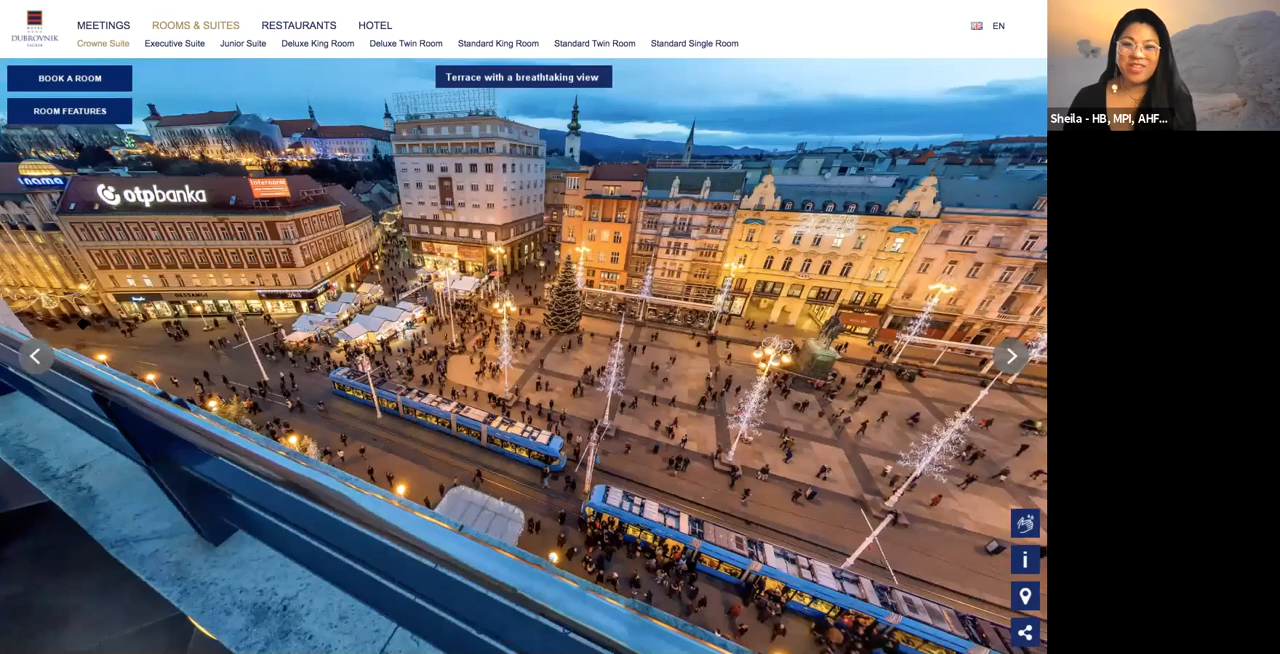 MEETINGS ROOMS & SUITES RESTAURANTS HOTEL EN
DUBROVNIK
Crowne Suite Executive Suite Junior Suite Deluxe King Room Deluxe Twin Room Standard King Room Standard Twin Room Standard Single Room
BOOK A ROOM
Terrace with a breathtaking view
ROOM FEATURES
Sheila - HB, MPI, AHF...
nama
otpbanka
i